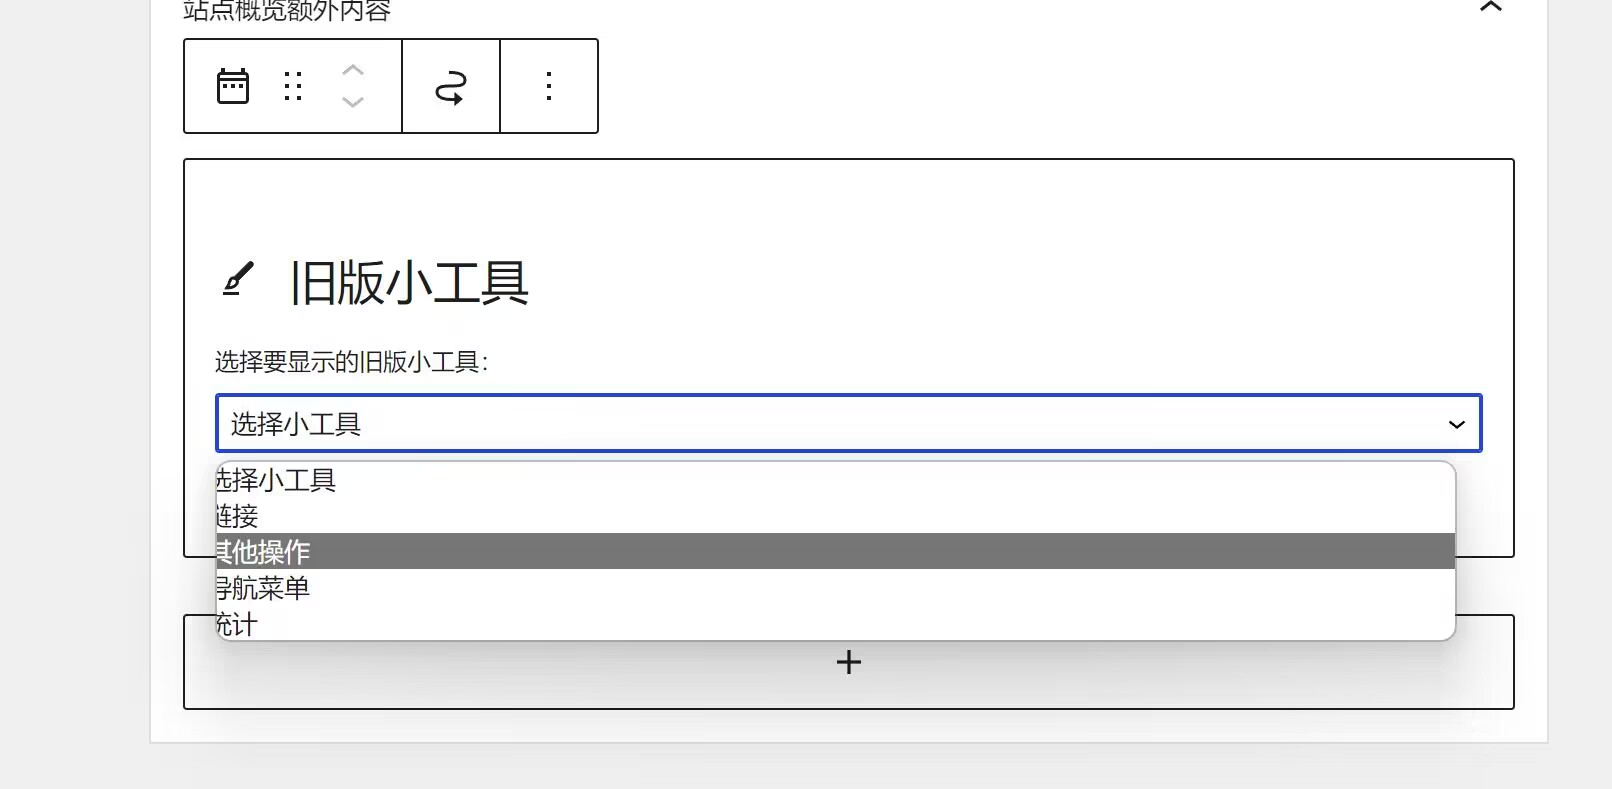 站点概览额外内容
旧版小工具
选择要显示的旧版小工具:
选择小工具
选择小工具
链接
其他操作
导航菜单
统计